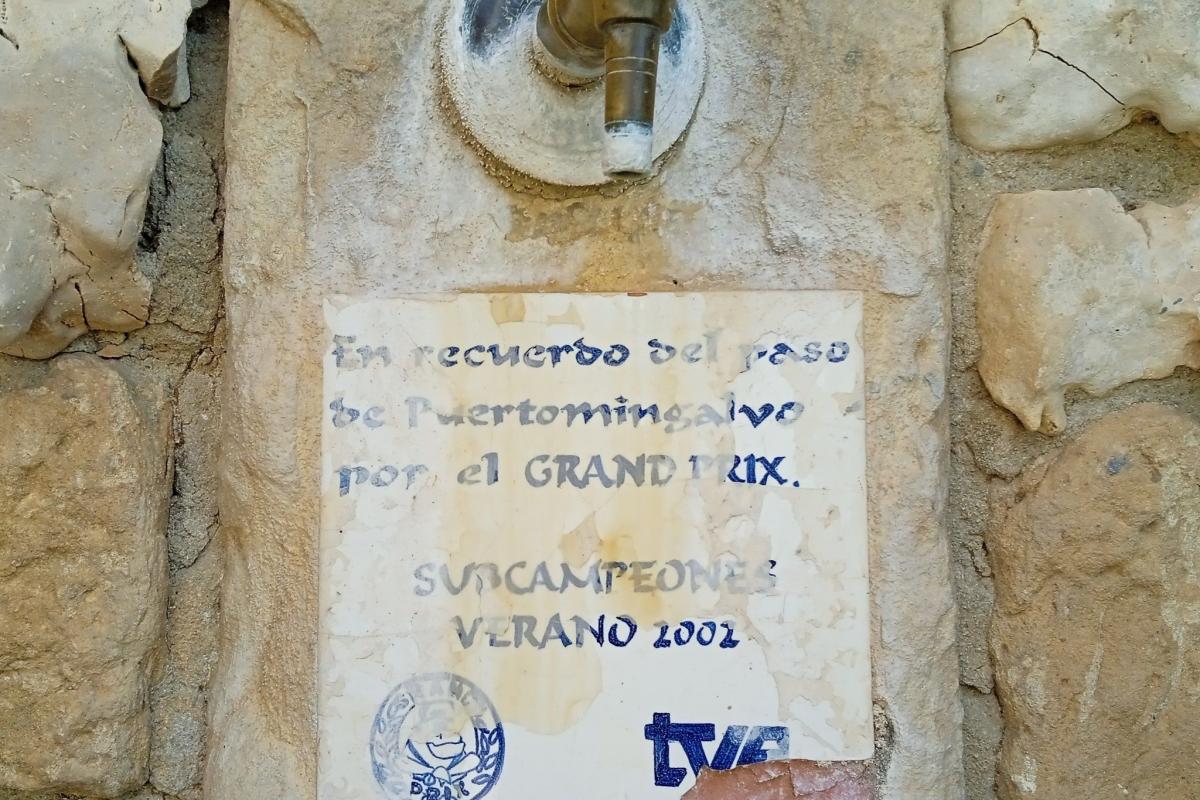 En recuerdo del paso
de Puertomingalvo
por el GRAND PRIX.
SUBCAMPEONES
VERANO 2002
tve